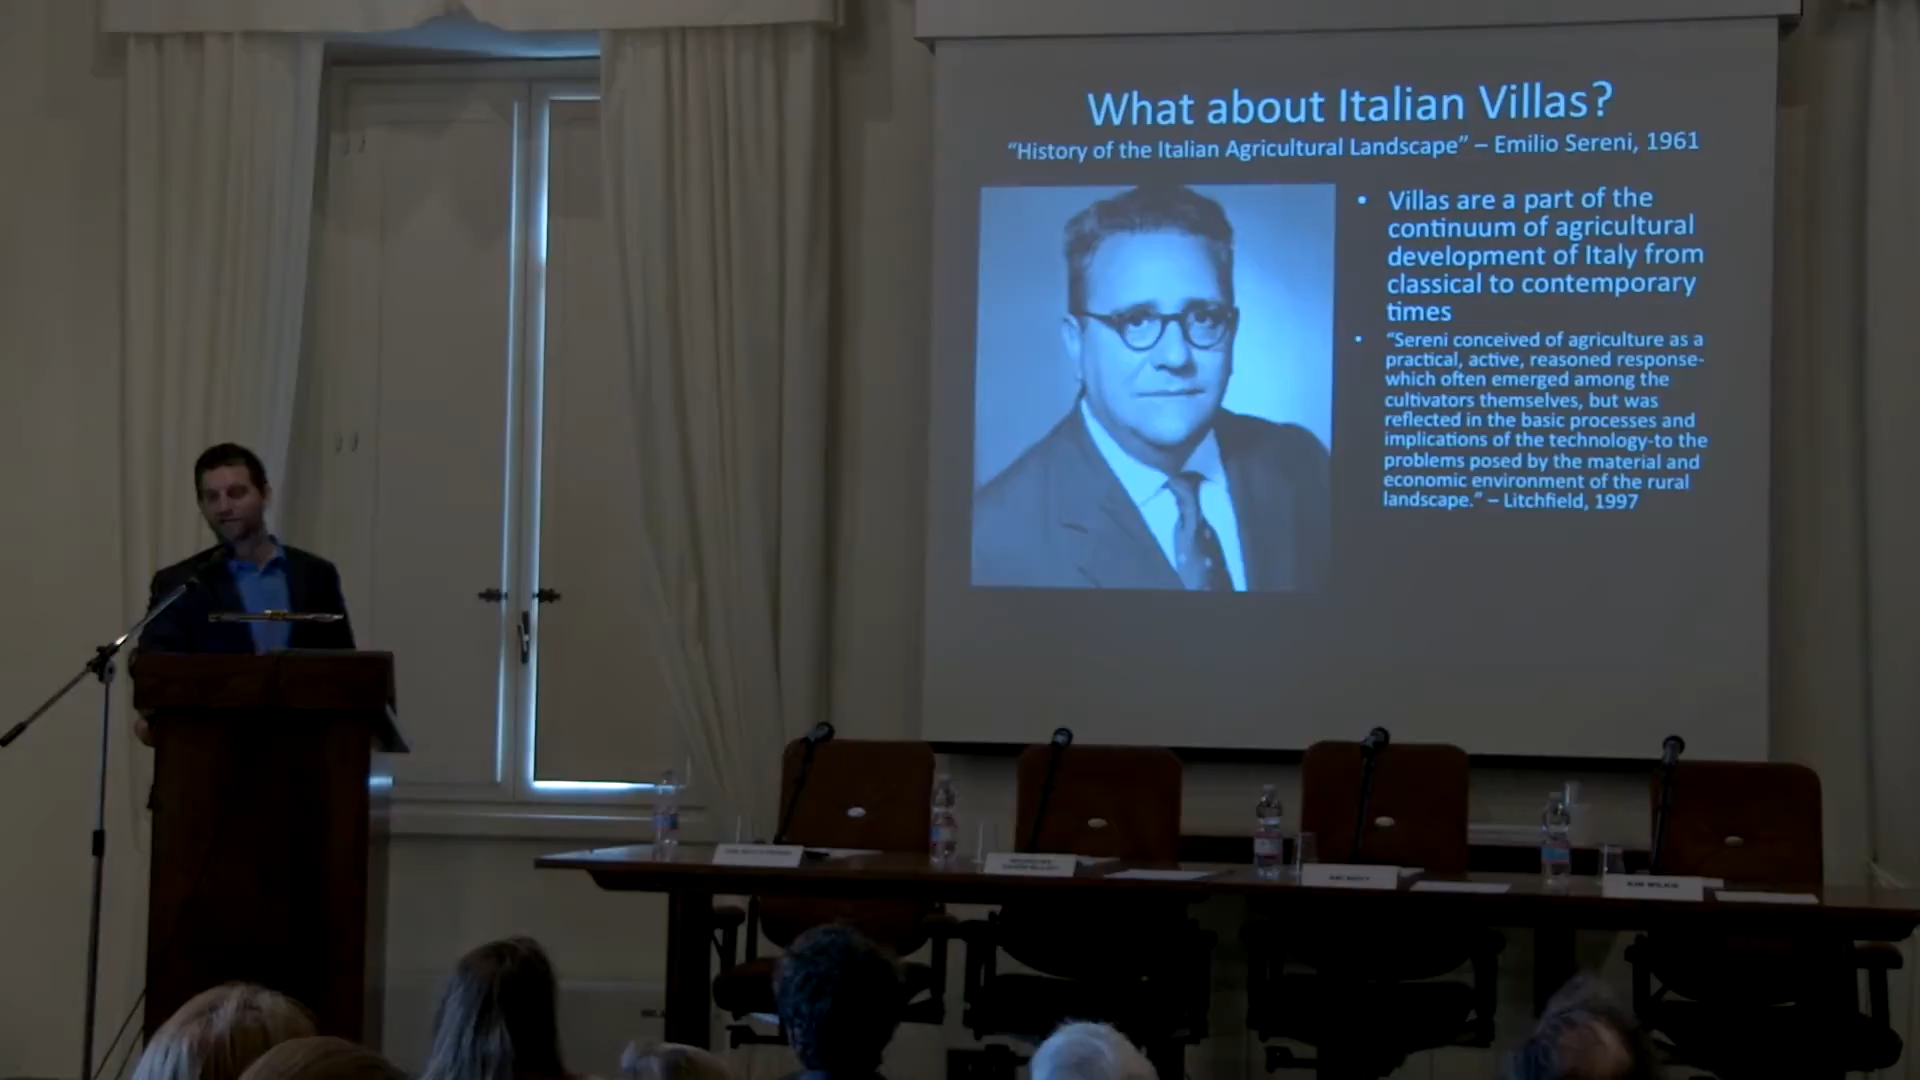 What about Italian Villas?
“History of the Italian Agricultural Landscape” – Emilio Sereni, 1961
• Villas are a part of the
continuum of agricultural
development of Italy from
classical to contemporary
times
• “Sereni conceived of agriculture as a
practical, active, reasoned response-
which often emerged among the
cultivators themselves, but was
reflected in the basic processes and
implications of the technology-to the
problems posed by the material and
economic environment of the rural
landscape.” – Litchfield, 1997
KIM WILKIE